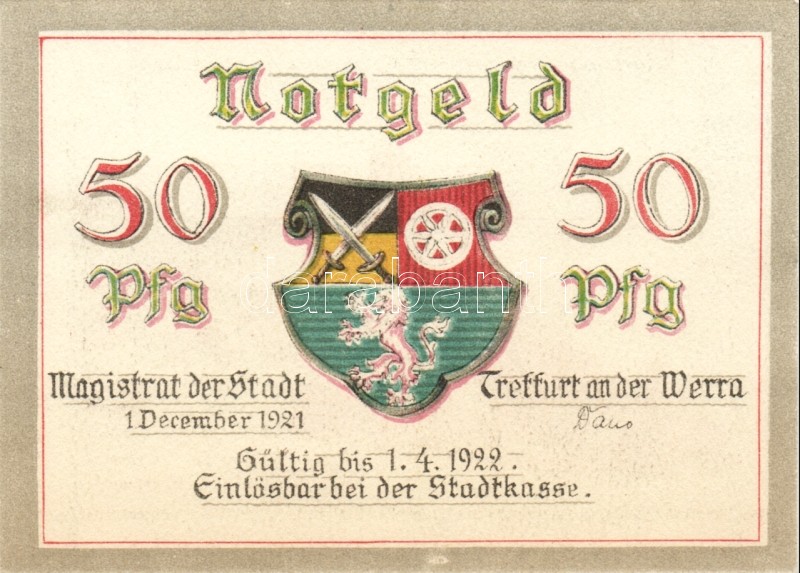 Notgeld
50 50
Pfg Pfg
darabanth
Magistrat der Stadt Treffurt an der Werra
1. December 1921
Gültig bis 1. 4. 1922.
Einlösbar bei der Stadtkasse.